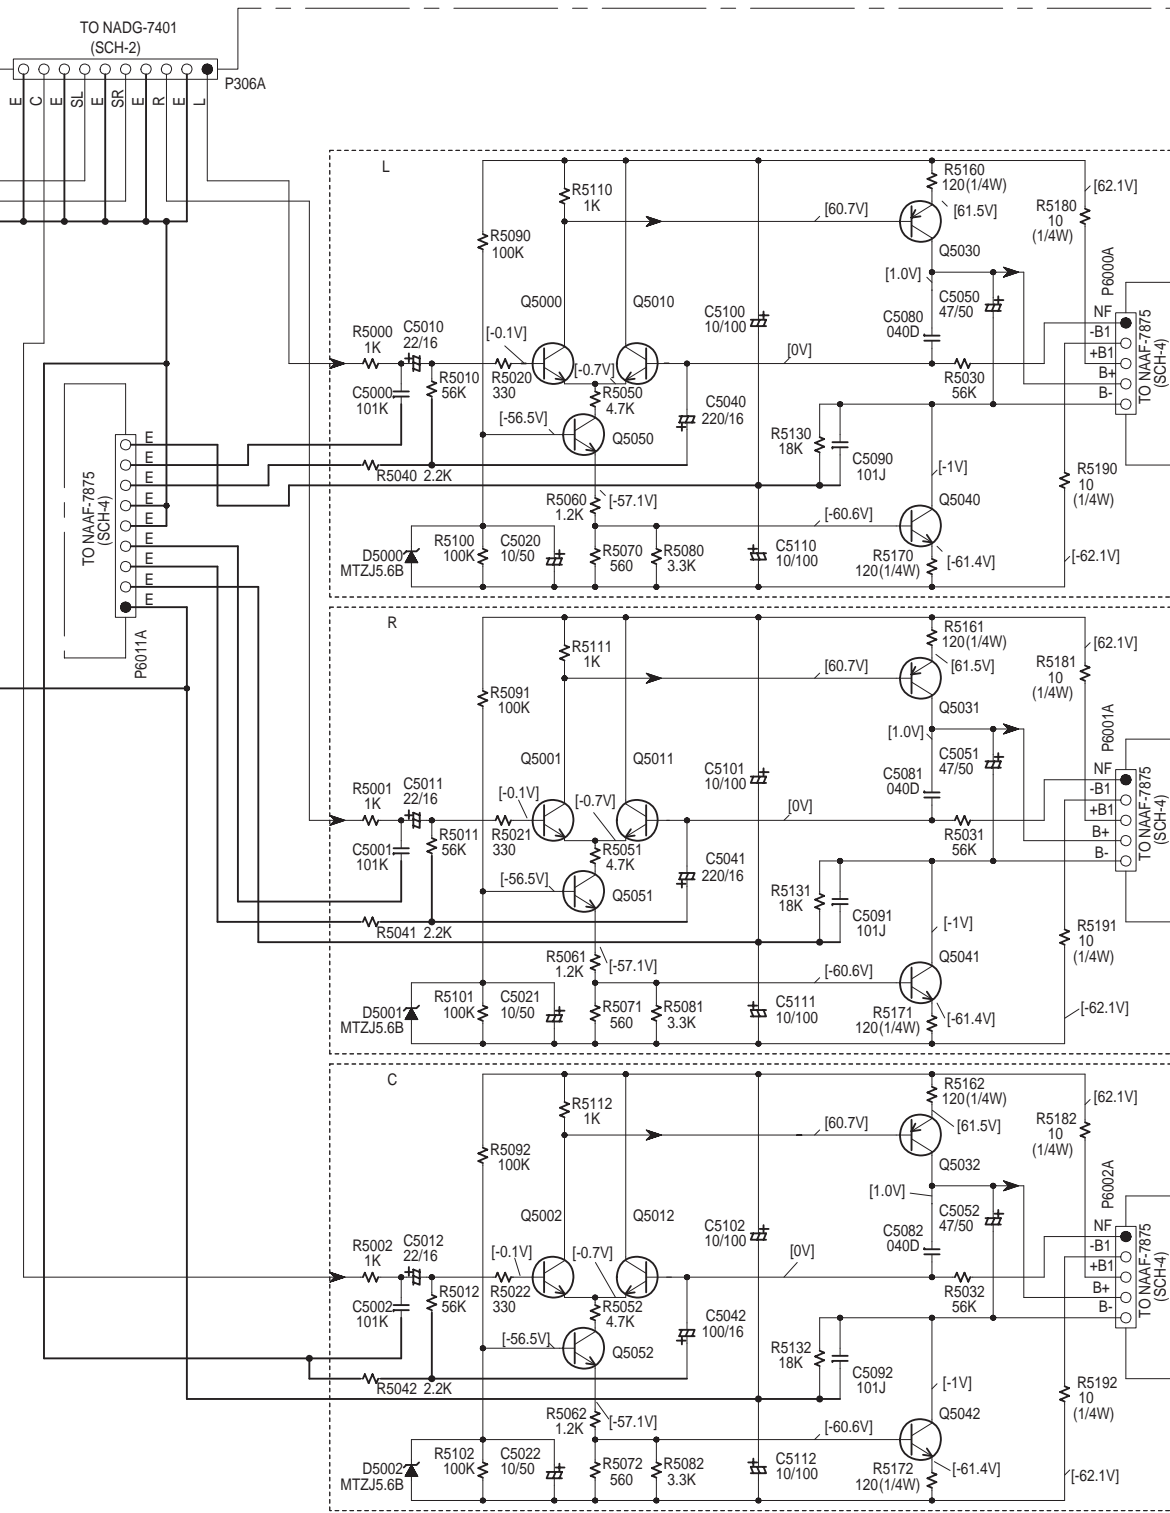 TO NADG-7401
(SCH-2)
P306A
E
C
E
SL
E
SR
E
R
E
L
L
R5160
120(1/4W)
[62.1V]
R5110
1K
[60.7V]
[61.5V]
R5180
10
(1/4W)
R5090
100K
Q5030
P6000A
[1.0V]
C5050
47/50
Q5000
Q5010
C5100
10/100
C5080
040D
NF
-B1
+B1
B+
B-
TO NAAF-7875
(SCH-4)
R5000
1K
C5010
22/16
[-0.1V]
[0V]
[-0.7V]
C5000
101K
R5010
56K
R5020
330
R5050
4.7K
R5030
56K
C5040
220/16
[-56.5V]
Q5050
R5130
18K
C5090
101J
R5040 2.2K
[-1V]
R5190
10
(1/4W)
Q5040
R5060
1.2K
[-57.1V]
[-60.6V]
D5000
MTZJ5.6B
R5100
100K
C5020
10/50
R5070
560
R5080
3.3K
C5110
10/100
R5170
120(1/4W)
[-61.4V]
[-62.1V]
TO NAAF-7875
(SCH-4)
E
E
E
E
E
E
E
E
E
P6011A
R
R5161
120(1/4W)
[62.1V]
R5111
1K
[60.7V]
[61.5V]
R5181
10
(1/4W)
R5091
100K
Q5031
P6001A
[1.0V]
C5051
47/50
Q5001
Q5011
C5101
10/100
C5081
040D
NF
-B1
+B1
B+
B-
TO NAAF-7875
(SCH-4)
R5001
1K
C5011
22/16
[-0.1V]
[-0.7V]
[0V]
C5001
101K
R5011
56K
R5021
330
R5051
4.7K
R5031
56K
C5041
220/16
[-56.5V]
Q5051
R5131
18K
C5091
101J
R5041 2.2K
[-1V]
R5191
10
(1/4W)
Q5041
R5061
1.2K
[-57.1V]
[-60.6V]
D5001
MTZJ5.6B
R5101
100K
C5021
10/50
R5071
560
R5081
3.3K
C5111
10/100
R5171
120(1/4W)
[-61.4V]
[-62.1V]
C
R5162
120(1/4W)
[62.1V]
R5112
1K
[60.7V]
[61.5V]
R5182
10
(1/4W)
R5092
100K
Q5032
P6002A
[1.0V]
C5052
47/50
Q5002
Q5012
C5102
10/100
C5082
040D
NF
-B1
+B1
B+
B-
TO NAAF-7875
(SCH-4)
R5002
1K
C5012
22/16
[-0.1V]
[-0.7V]
[0V]
C5002
101K
R5012
56K
R5022
330
R5052
4.7K
R5032
56K
C5042
100/16
[-56.5V]
Q5052
R5132
18K
C5092
101J
R5042 2.2K
[-1V]
R5192
10
(1/4W)
Q5042
R5062
1.2K
[-57.1V]
[-60.6V]
D5002
MTZJ5.6B
R5102
100K
C5022
10/50
R5072
560
R5082
3.3K
C5112
10/100
R5172
120(1/4W)
[-61.4V]
[-62.1V]